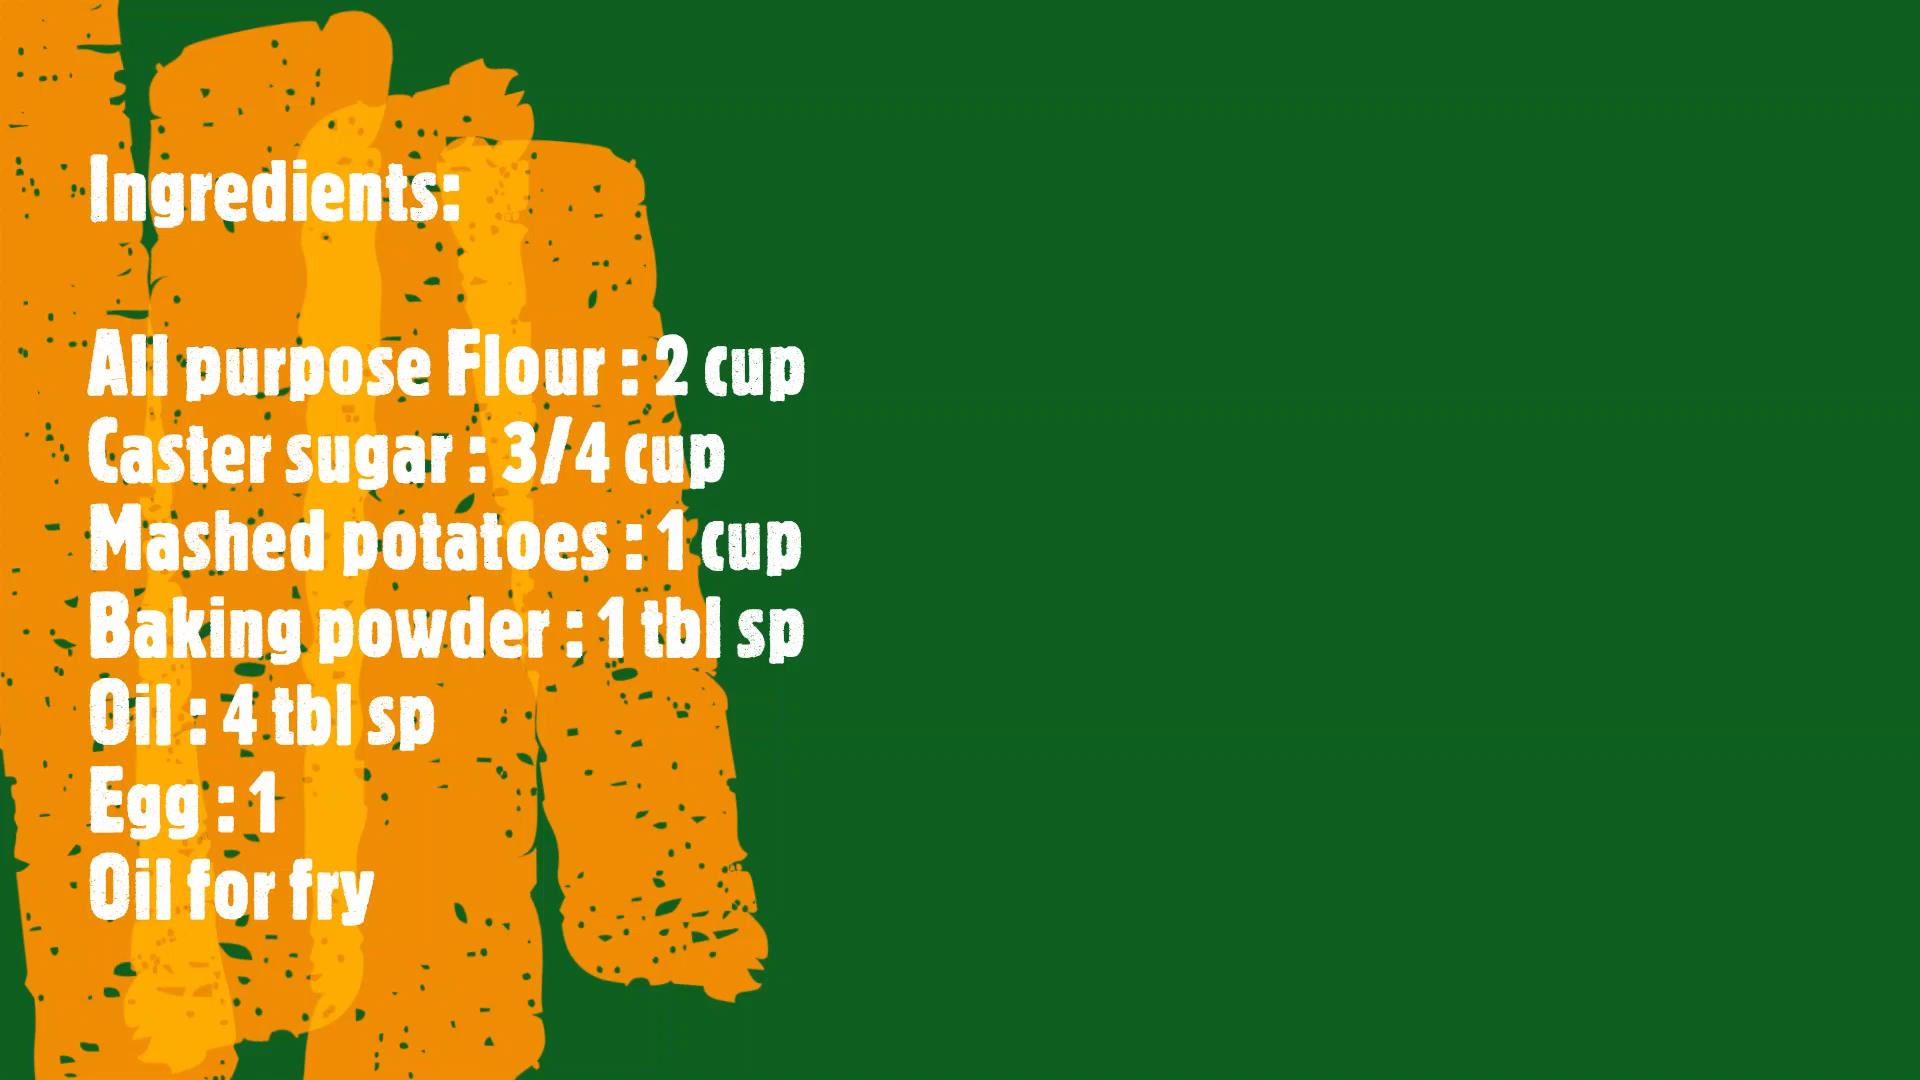 Ingredients:
All purpose Flour : 2 cup
Caster sugar : 3/4 cup
Mashed potatoes : 1 cup
Baking powder : 1 tbl sp
Oil : 4 tbl sp
Egg : 1
Oil for fry